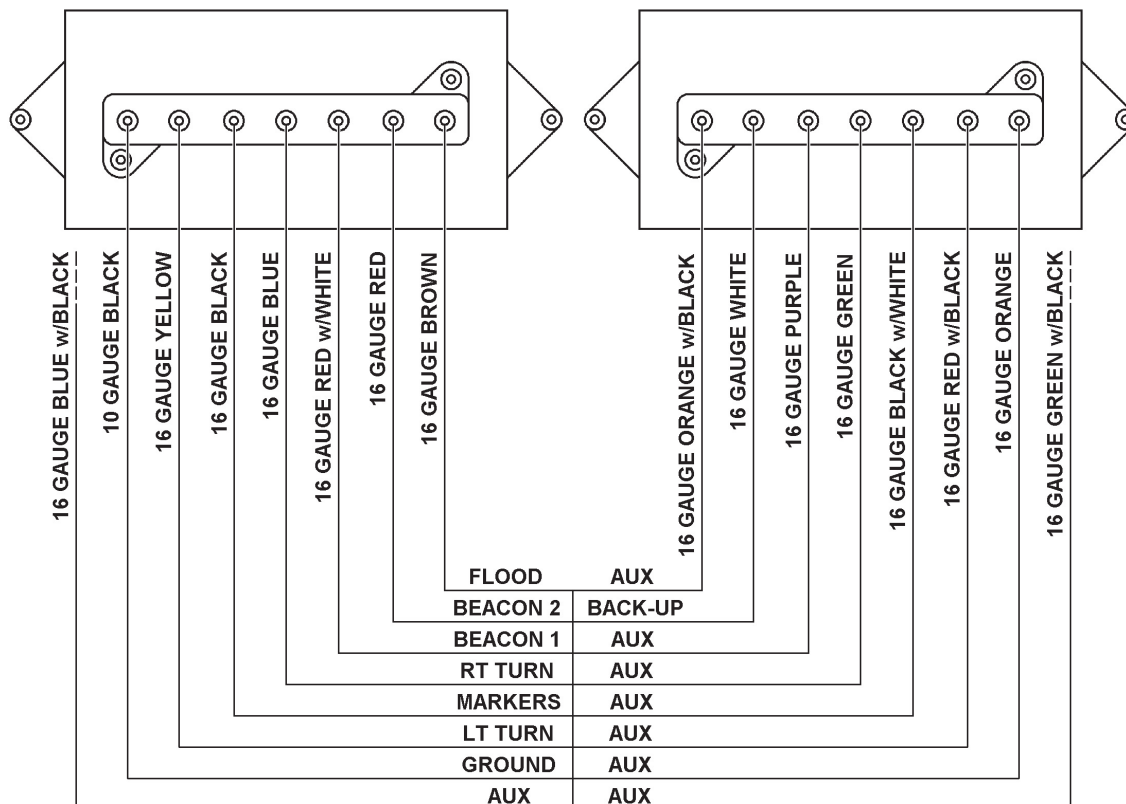 16 GAUGE BLUE w/BLACK
10 GAUGE BLACK
16 GAUGE YELLOW
16 GAUGE BLACK
16 GAUGE BLUE
16 GAUGE RED w/WHITE
16 GAUGE RED
16 GAUGE BROWN
16 GAUGE ORANGE w/BLACK
16 GAUGE WHITE
16 GAUGE PURPLE
16 GAUGE GREEN
16 GAUGE BLACK w/WHITE
16 GAUGE RED w/BLACK
16 GAUGE ORANGE
16 GAUGE GREEN w/BLACK
FLOOD AUX
BEACON 2 BACK-UP
BEACON 1 AUX
RT TURN AUX
MARKERS AUX
LT TURN AUX
GROUND AUX
AUX AUX